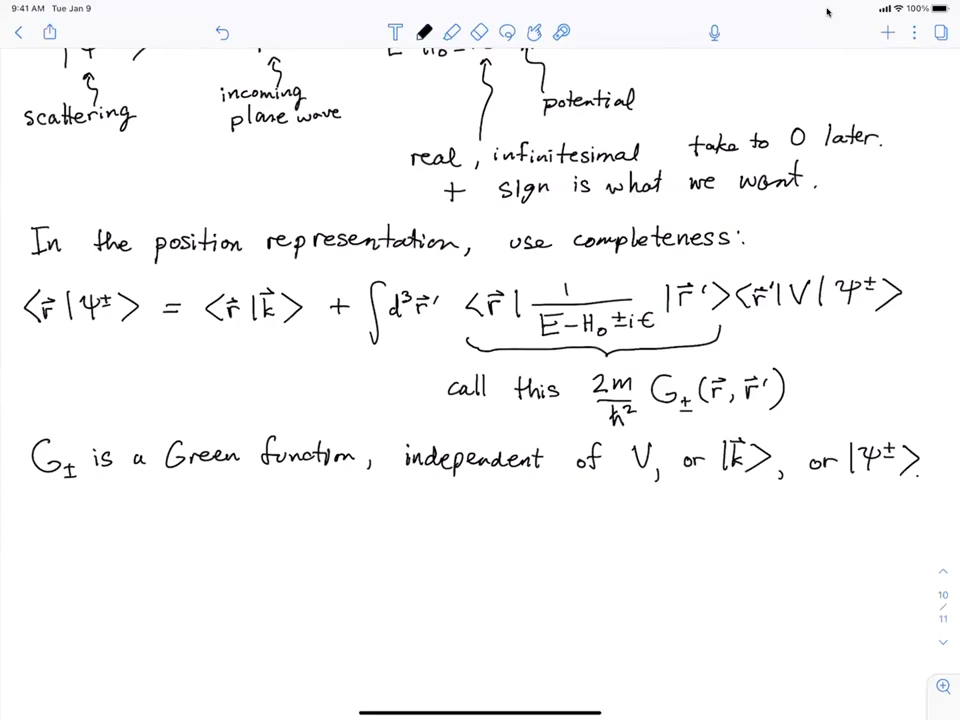 9:41 AM Tue Jan 9
100%
|Ψ⟩
scattering
incoming
plane wave
potential
real, infinitesimal take to 0 later.
+ sign is what we want.
In the position representation, use completeness:
⟨r⃗|Ψ±⟩ = ⟨r⃗|k⃗⟩ + ∫d³r⃗′ ⟨r⃗| 1/(E−H₀±iϵ) |r⃗′⟩⟨r⃗′|V|Ψ±⟩
call this 2m/ħ² G±(r⃗, r⃗′)
G± is a Green function, independent of V, or |k⃗⟩, or |Ψ±⟩.
10
/
11